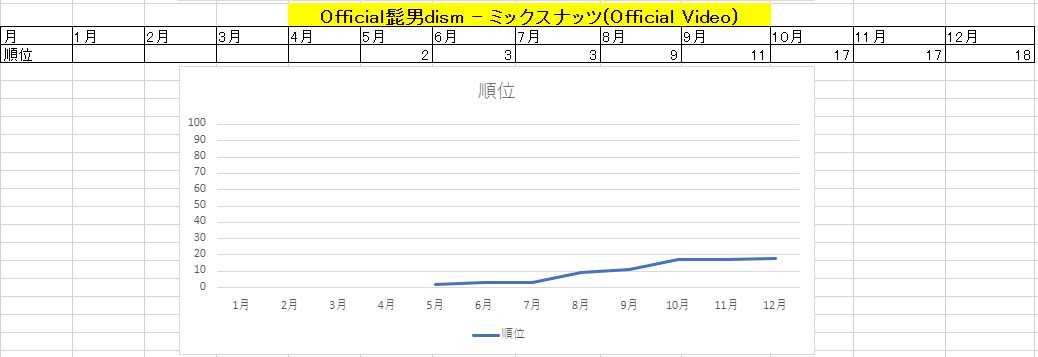 Official髭男dism － ミックスナッツ(Official Video)
月 1月 2月 3月 4月 5月 6月 7月 8月 9月 10月 11月 12月
順位 2 3 3 9 11 17 17 18
順位
100
90
80
70
60
50
40
30
20
10
0
1月 2月 3月 4月 5月 6月 7月 8月 9月 10月 11月 12月
順位